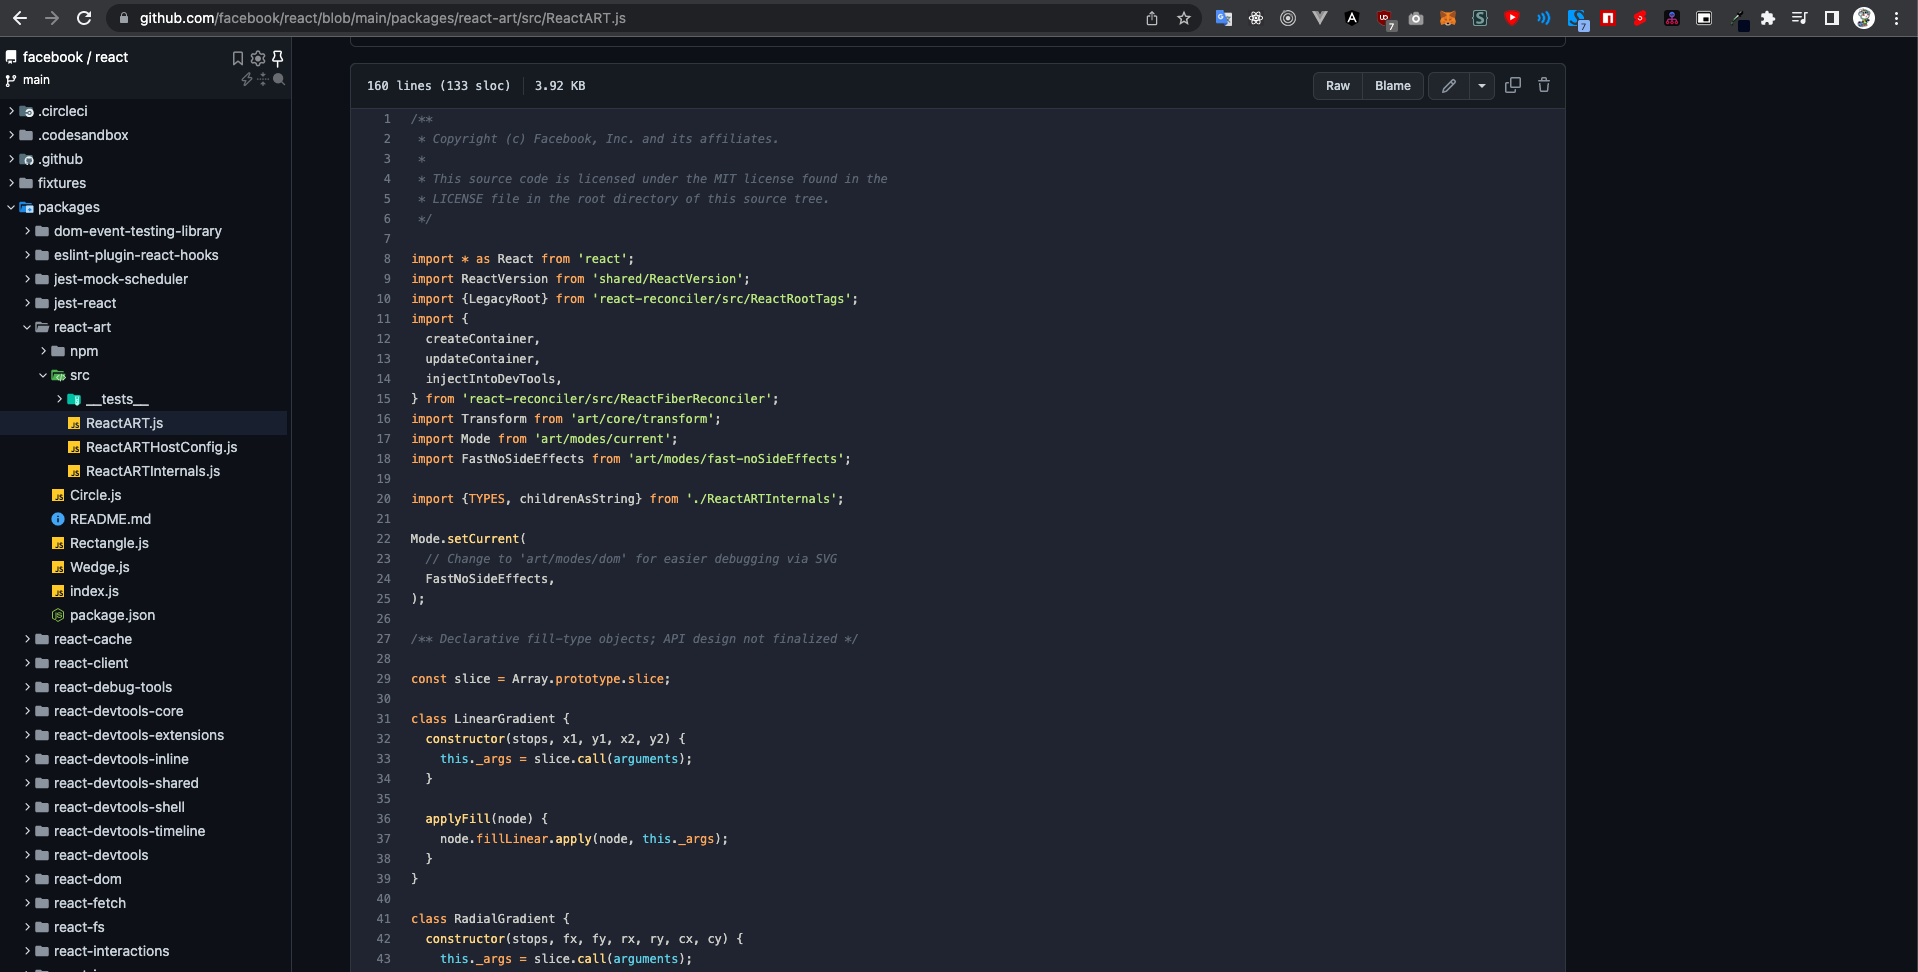 github.com/facebook/react/blob/main/packages/react-art/src/ReactART.js
7
7
facebook / react
main
.circleci
.codesandbox
.github
fixtures
packages
dom-event-testing-library
eslint-plugin-react-hooks
jest-mock-scheduler
jest-react
react-art
npm
src
__tests__
ReactART.js
ReactARTHostConfig.js
ReactARTInternals.js
Circle.js
README.md
Rectangle.js
Wedge.js
index.js
package.json
react-cache
react-client
react-debug-tools
react-devtools-core
react-devtools-extensions
react-devtools-inline
react-devtools-shared
react-devtools-shell
react-devtools-timeline
react-devtools
react-dom
react-fetch
react-fs
react-interactions
160 lines (133 sloc) 3.92 KB
Raw Blame
1 /**
2  * Copyright (c) Facebook, Inc. and its affiliates.
3  *
4  * This source code is licensed under the MIT license found in the
5  * LICENSE file in the root directory of this source tree.
6  */
7
8 import * as React from 'react';
9 import ReactVersion from 'shared/ReactVersion';
10 import {LegacyRoot} from 'react-reconciler/src/ReactRootTags';
11 import {
12   createContainer,
13   updateContainer,
14   injectIntoDevTools,
15 } from 'react-reconciler/src/ReactFiberReconciler';
16 import Transform from 'art/core/transform';
17 import Mode from 'art/modes/current';
18 import FastNoSideEffects from 'art/modes/fast-noSideEffects';
19
20 import {TYPES, childrenAsString} from './ReactARTInternals';
21
22 Mode.setCurrent(
23   // Change to 'art/modes/dom' for easier debugging via SVG
24   FastNoSideEffects,
25 );
26
27 /** Declarative fill-type objects; API design not finalized */
28
29 const slice = Array.prototype.slice;
30
31 class LinearGradient {
32   constructor(stops, x1, y1, x2, y2) {
33     this._args = slice.call(arguments);
34   }
35
36   applyFill(node) {
37     node.fillLinear.apply(node, this._args);
38   }
39 }
40
41 class RadialGradient {
42   constructor(stops, fx, fy, rx, ry, cx, cy) {
43     this._args = slice.call(arguments);